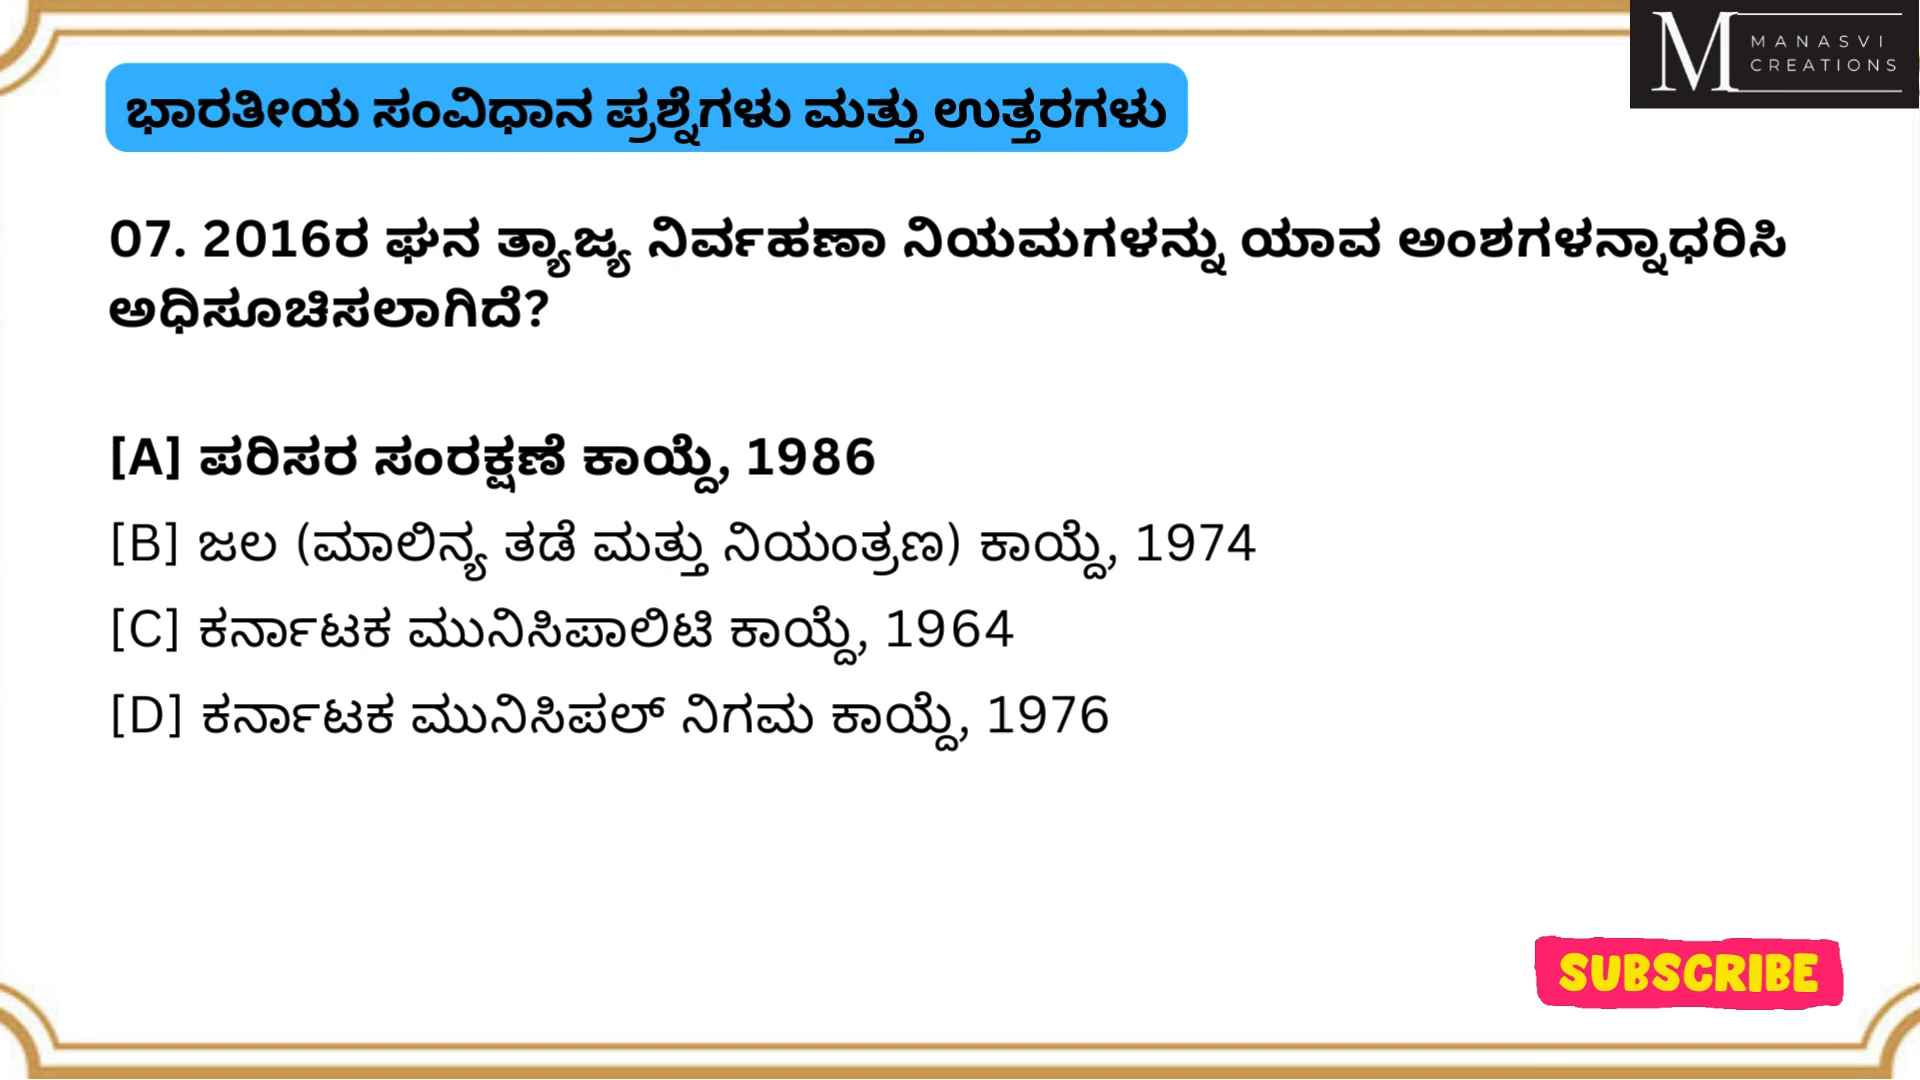 M MANASVI
CREATIONS
ಭಾರತೀಯ ಸಂವಿಧಾನ ಪ್ರಶ್ನೆಗಳು ಮತ್ತು ಉತ್ತರಗಳು
07. 2016ರ ಘನ ತ್ಯಾಜ್ಯ ನಿರ್ವಹಣಾ ನಿಯಮಗಳನ್ನು ಯಾವ ಅಂಶಗಳನ್ನಾಧರಿಸಿ
ಅಧಿಸೂಚಿಸಲಾಗಿದೆ?
[A] ಪರಿಸರ ಸಂರಕ್ಷಣೆ ಕಾಯ್ದೆ, 1986
[B] ಜಲ (ಮಾಲಿನ್ಯ ತಡೆ ಮತ್ತು ನಿಯಂತ್ರಣ) ಕಾಯ್ದೆ, 1974
[C] ಕರ್ನಾಟಕ ಮುನಿಸಿಪಾಲಿಟಿ ಕಾಯ್ದೆ, 1964
[D] ಕರ್ನಾಟಕ ಮುನಿಸಿಪಲ್ ನಿಗಮ ಕಾಯ್ದೆ, 1976
SUBSCRIBE